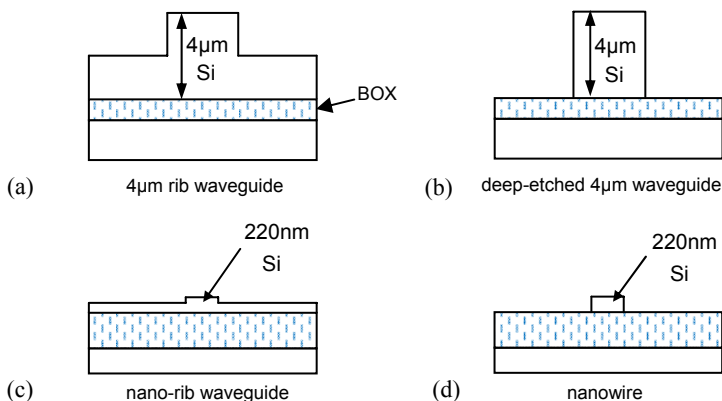 4µm
Si
BOX
(a)
4µm rib waveguide
4µm
Si
(b)
deep-etched 4µm waveguide
220nm
Si
(c)
nano-rib waveguide
220nm
Si
(d)
nanowire